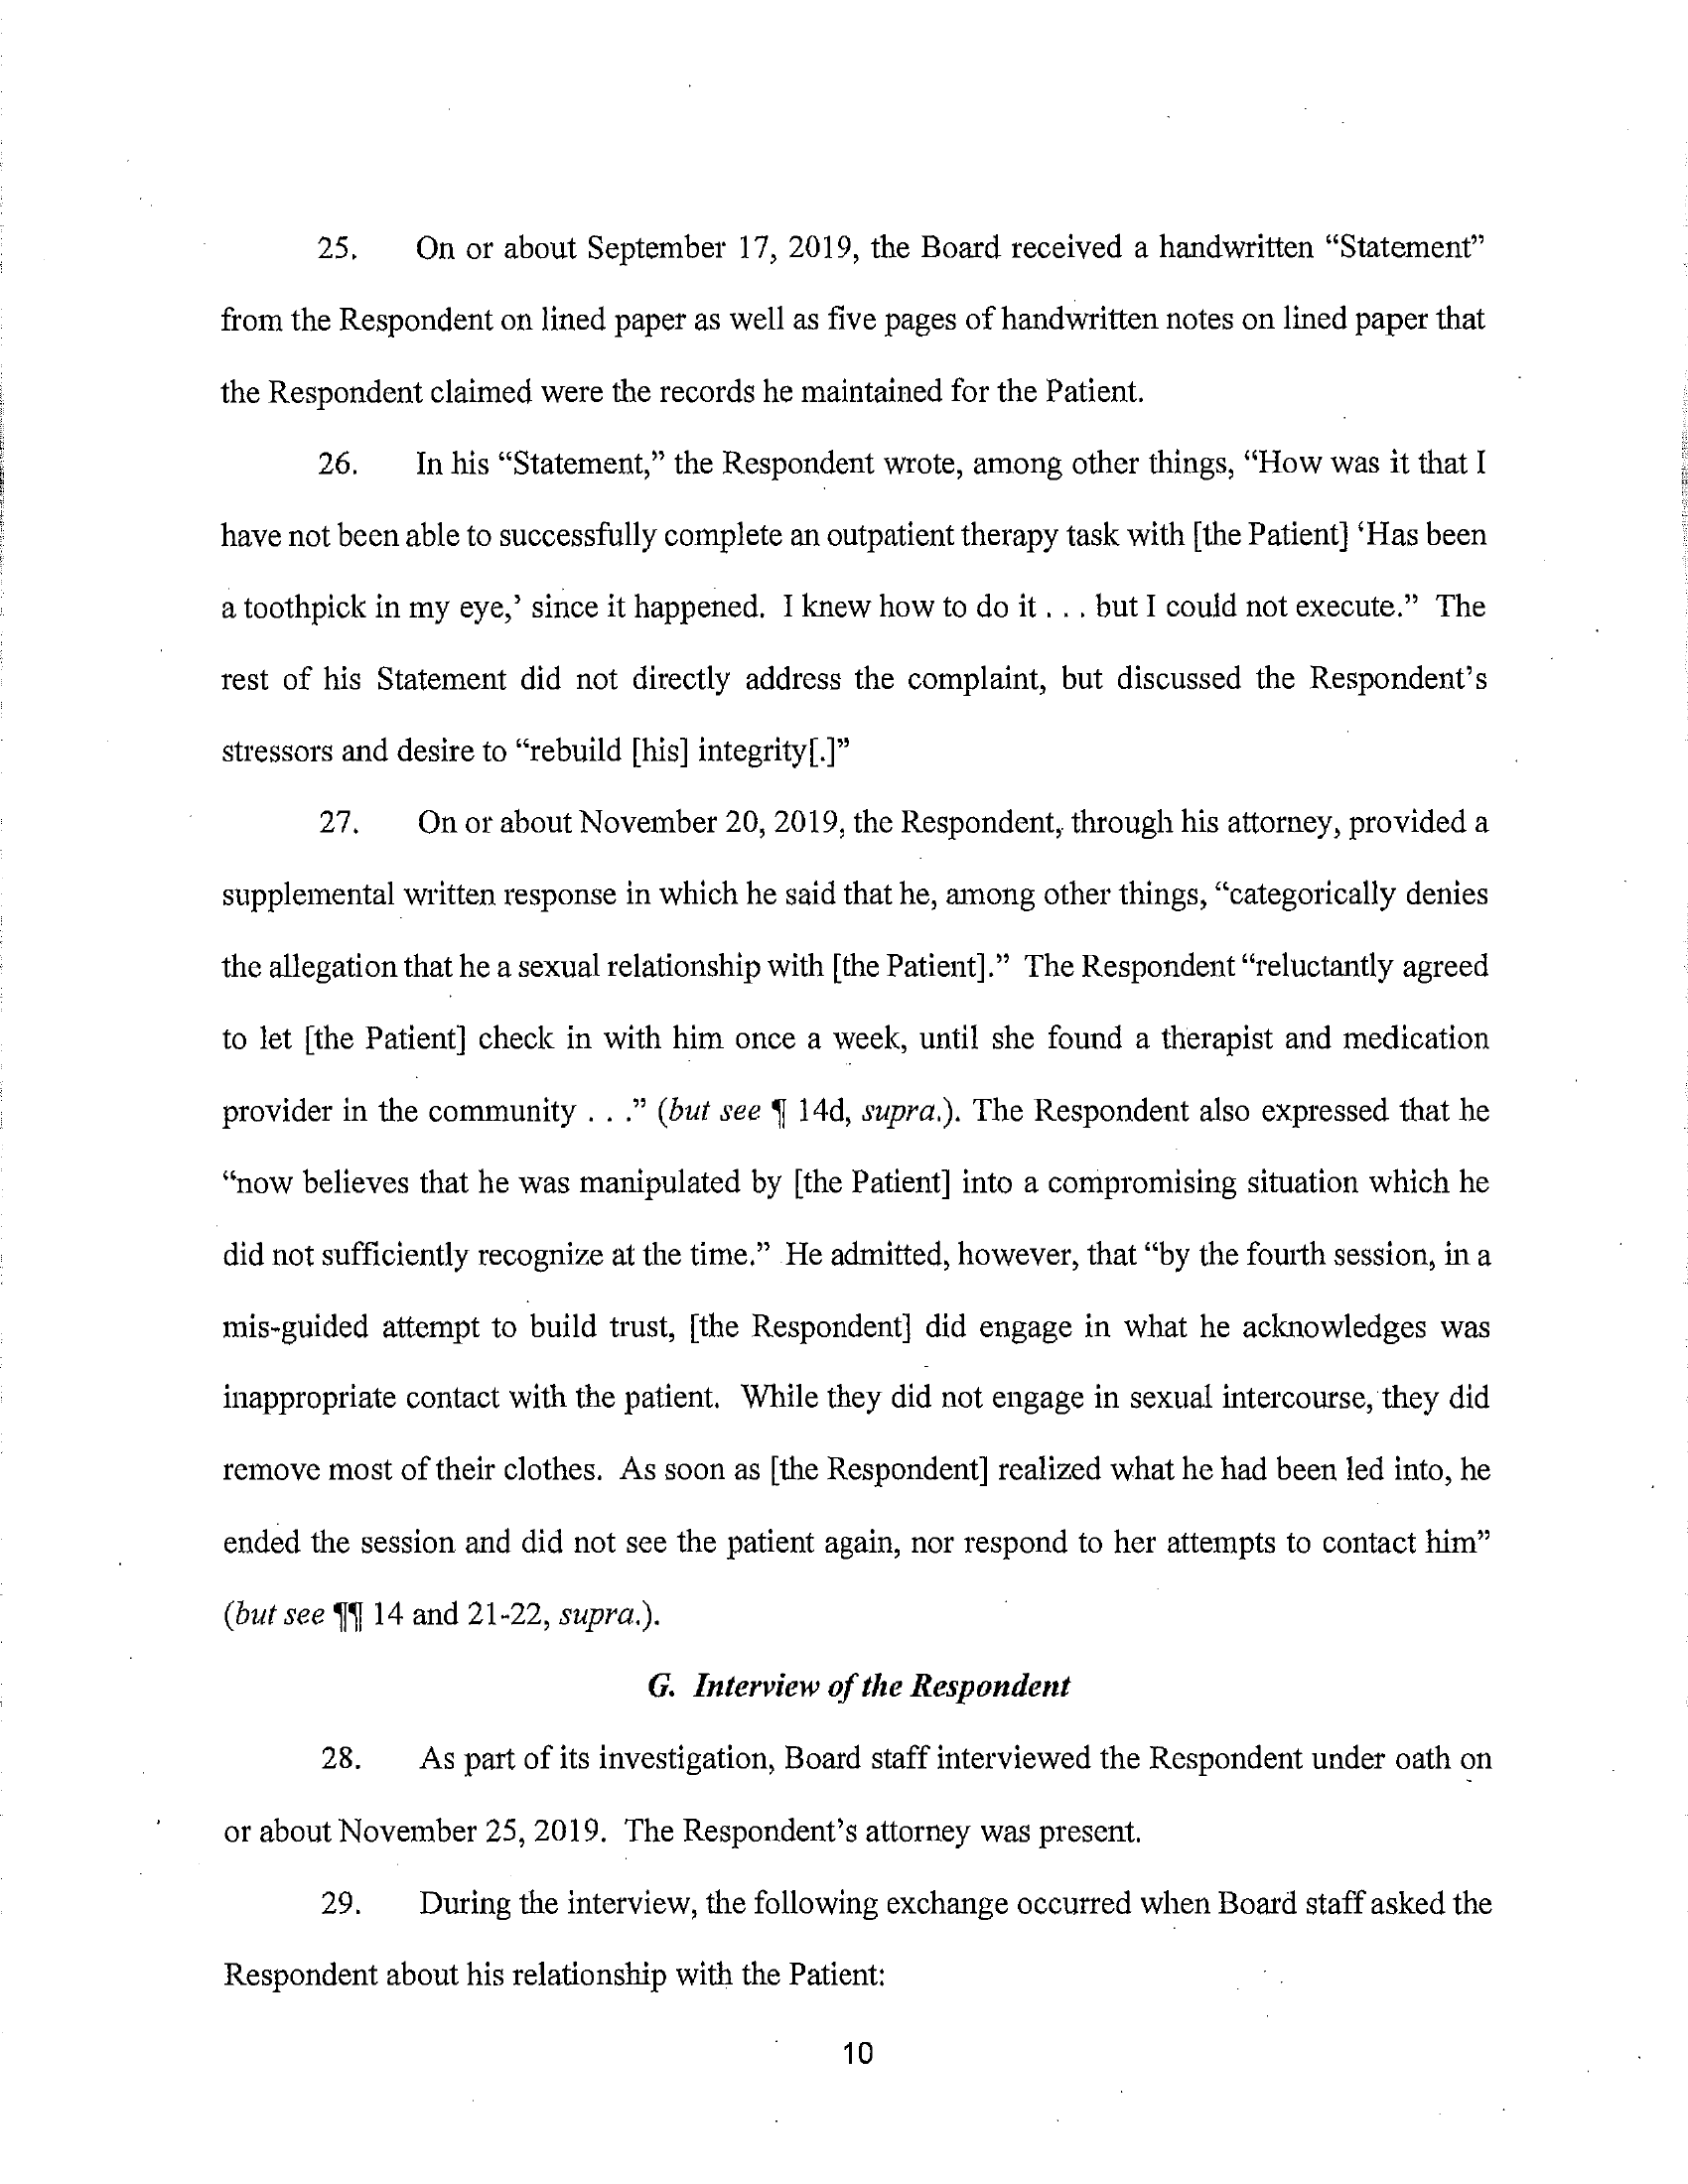 25. On or about September 17, 2019, the Board received a handwritten “Statement”
from the Respondent on lined paper as well as five pages of handwritten notes on lined paper that
the Respondent claimed were the records he maintained for the Patient.
26. In his “Statement,” the Respondent wrote, among other things, “How was it that I
have not been able to successfully complete an outpatient therapy task with [the Patient] ‘Has been
a toothpick in my eye,’ since it happened. I knew how to do it . . . but I could not execute.” The
rest of his Statement did not directly address the complaint, but discussed the Respondent’s
stressors and desire to “rebuild [his] integrity[.]”
27. On or about November 20, 2019, the Respondent, through his attorney, provided a
supplemental written response in which he said that he, among other things, “categorically denies
the allegation that he a sexual relationship with [the Patient].” The Respondent “reluctantly agreed
to let [the Patient] check in with him once a week, until she found a therapist and medication
provider in the community . . .” (but see ¶ 14d, supra.). The Respondent also expressed that he
“now believes that he was manipulated by [the Patient] into a compromising situation which he
did not sufficiently recognize at the time.” He admitted, however, that “by the fourth session, in a
mis-guided attempt to build trust, [the Respondent] did engage in what he acknowledges was
inappropriate contact with the patient. While they did not engage in sexual intercourse, they did
remove most of their clothes. As soon as [the Respondent] realized what he had been led into, he
ended the session and did not see the patient again, nor respond to her attempts to contact him”
(but see ¶¶ 14 and 21-22, supra.).
G. Interview of the Respondent
28. As part of its investigation, Board staff interviewed the Respondent under oath on
or about November 25, 2019. The Respondent’s attorney was present.
29. During the interview, the following exchange occurred when Board staff asked the
Respondent about his relationship with the Patient:
10